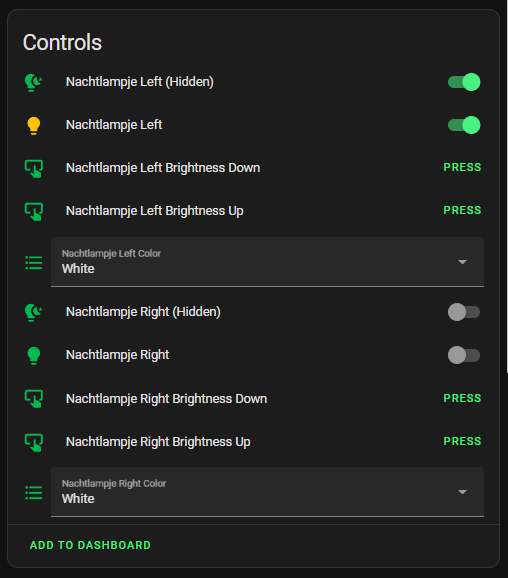 Controls
Nachtlampje Left (Hidden)
Nachtlampje Left
Nachtlampje Left Brightness Down PRESS
Nachtlampje Left Brightness Up PRESS
Nachtlampje Left Color
White
Nachtlampje Right (Hidden)
Nachtlampje Right
Nachtlampje Right Brightness Down PRESS
Nachtlampje Right Brightness Up PRESS
Nachtlampje Right Color
White
ADD TO DASHBOARD